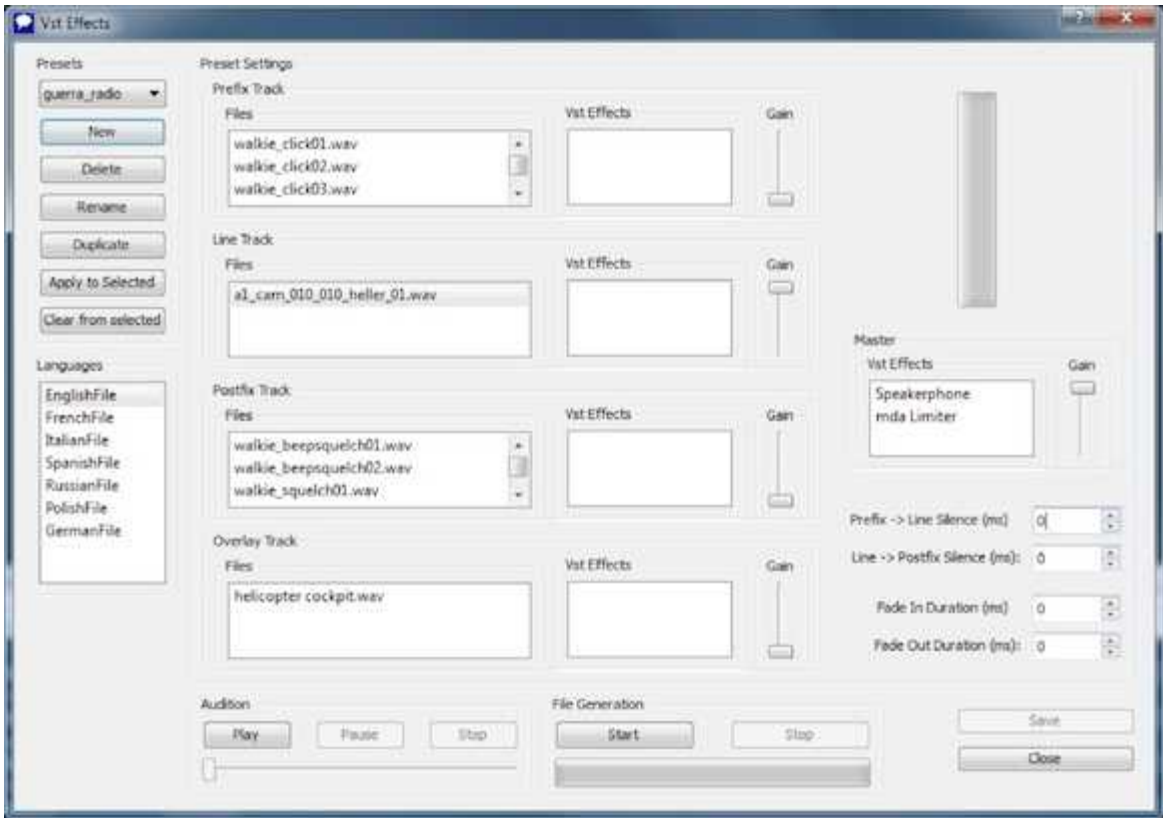 Vst Effects
Presets
guerra_radio
New
Delete
Rename
Duplicate
Apply to Selected
Clear from selected
Languages
EnglishFile
FrenchFile
ItalianFile
SpanishFile
RussianFile
PolishFile
GermanFile
Preset Settings
Prefix Track
Files
walkie_click01.wav
walkie_click02.wav
walkie_click03.wav
Vst Effects
Gain
Line Track
Files
a1_cam_010_010_heller_01.wav
Vst Effects
Gain
Postfix Track
Files
walkie_beepsquelch01.wav
walkie_beepsquelch02.wav
walkie_squelch01.wav
Vst Effects
Gain
Overlay Track
Files
helicopter cockpit.wav
Vst Effects
Gain
Master
Vst Effects
Speakerphone
mda Limiter
Gain
Prefix -> Line Silence (ms) 0
Line -> Postfix Silence (ms): 0
Fade In Duration (ms) 0
Fade Out Duration (ms): 0
Audition
Play Pause Stop
File Generation
Start Stop
Save
Close